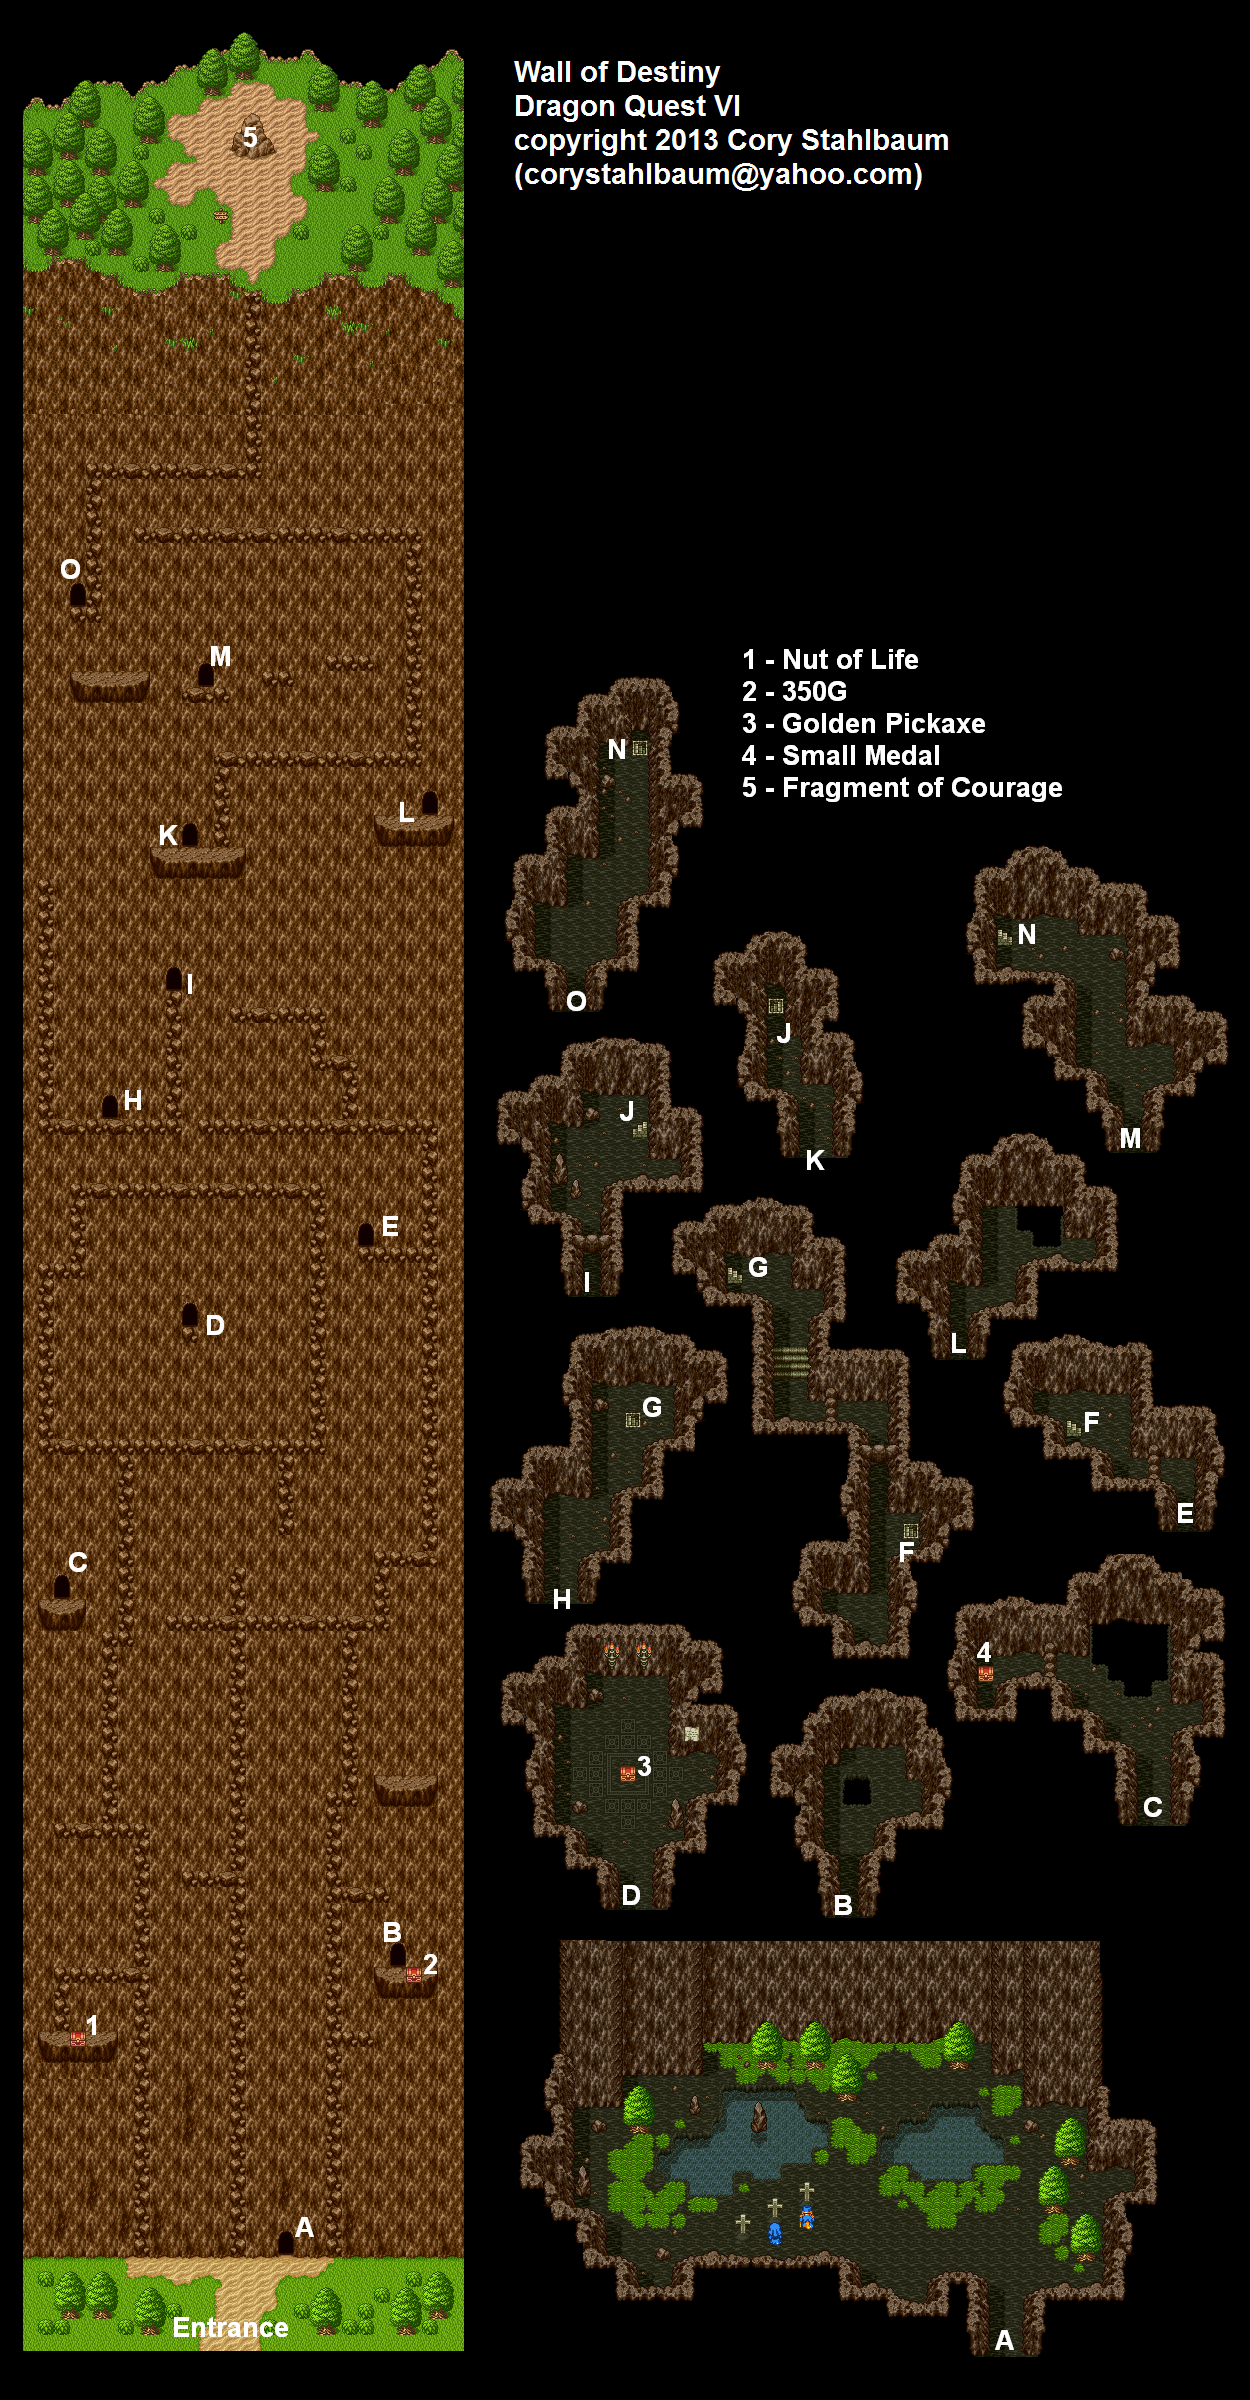 Wall of Destiny
Dragon Quest VI
copyright 2013 Cory Stahlbaum
(corystahlbaum@yahoo.com)
5
O
M
1 - Nut of Life
2 - 350G
3 - Golden Pickaxe
4 - Small Medal
5 - Fragment of Courage
N
L
K
N
I
O
J
H
J
M
K
E
G
I
D
L
G
F
C
E
F
H
4
3
C
D
B
B
2
1
A
Entrance
A